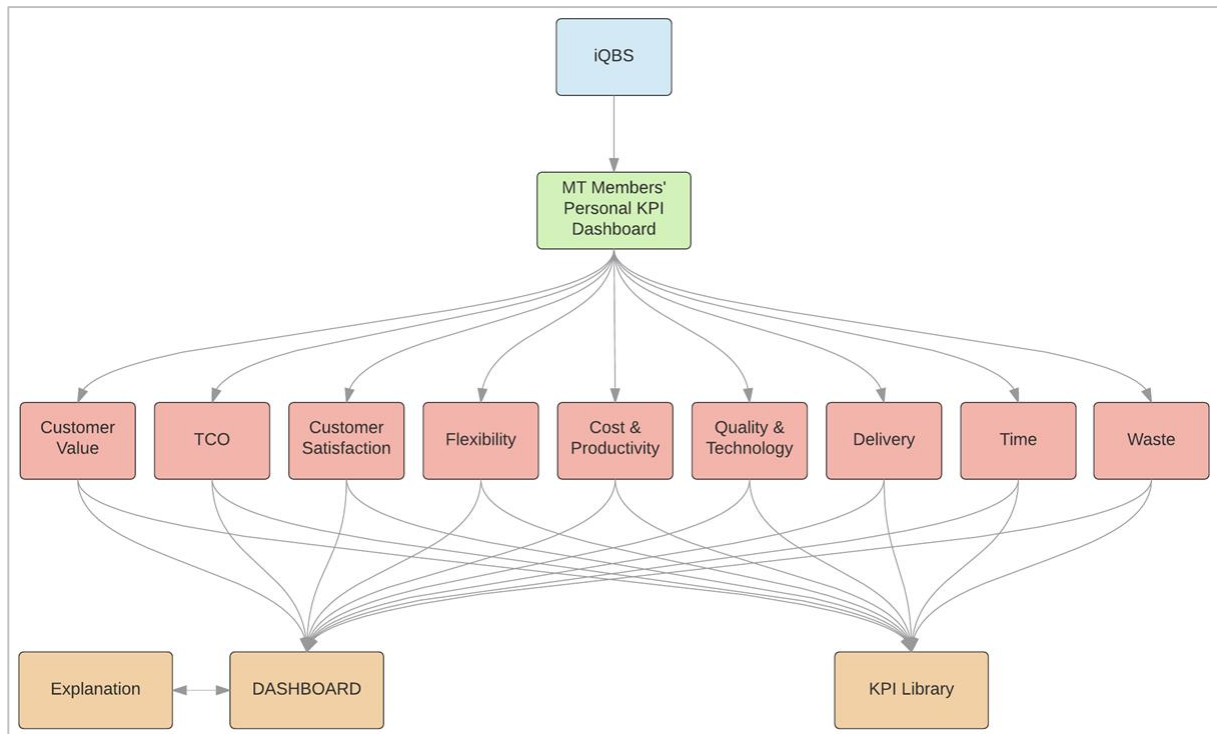 iQBS
MT Members'
Personal KPI
Dashboard
Customer
Value
TCO
Customer
Satisfaction
Flexibility
Cost &
Productivity
Quality &
Technology
Delivery
Time
Waste
Explanation
DASHBOARD
KPI Library